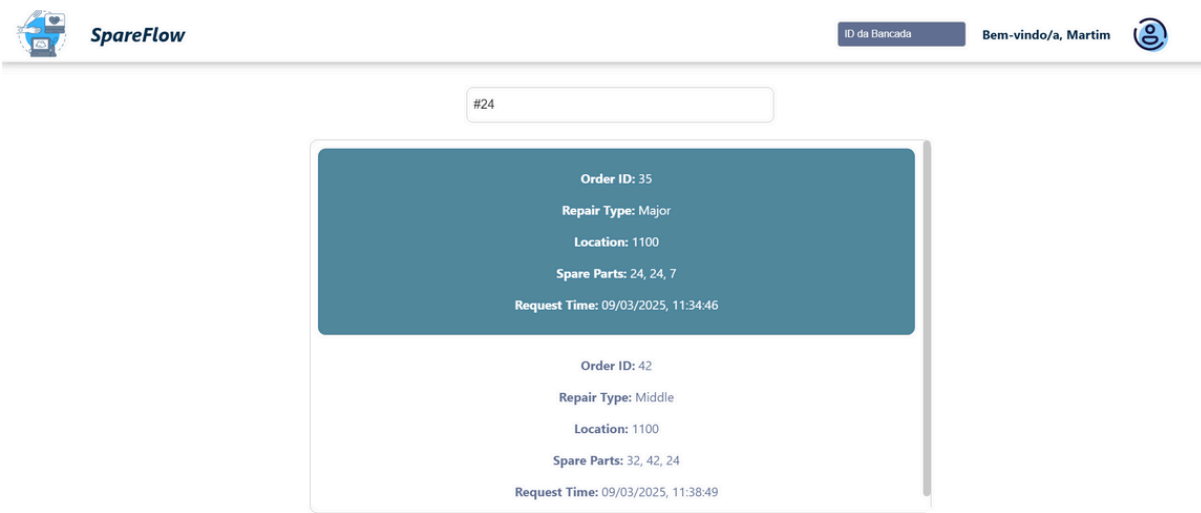 SpareFlow
ID da Bancada
Bem-vindo/a, Martim
#24
Order ID: 35
Repair Type: Major
Location: 1100
Spare Parts: 24, 24, 7
Request Time: 09/03/2025, 11:34:46
Order ID: 42
Repair Type: Middle
Location: 1100
Spare Parts: 32, 42, 24
Request Time: 09/03/2025, 11:38:49